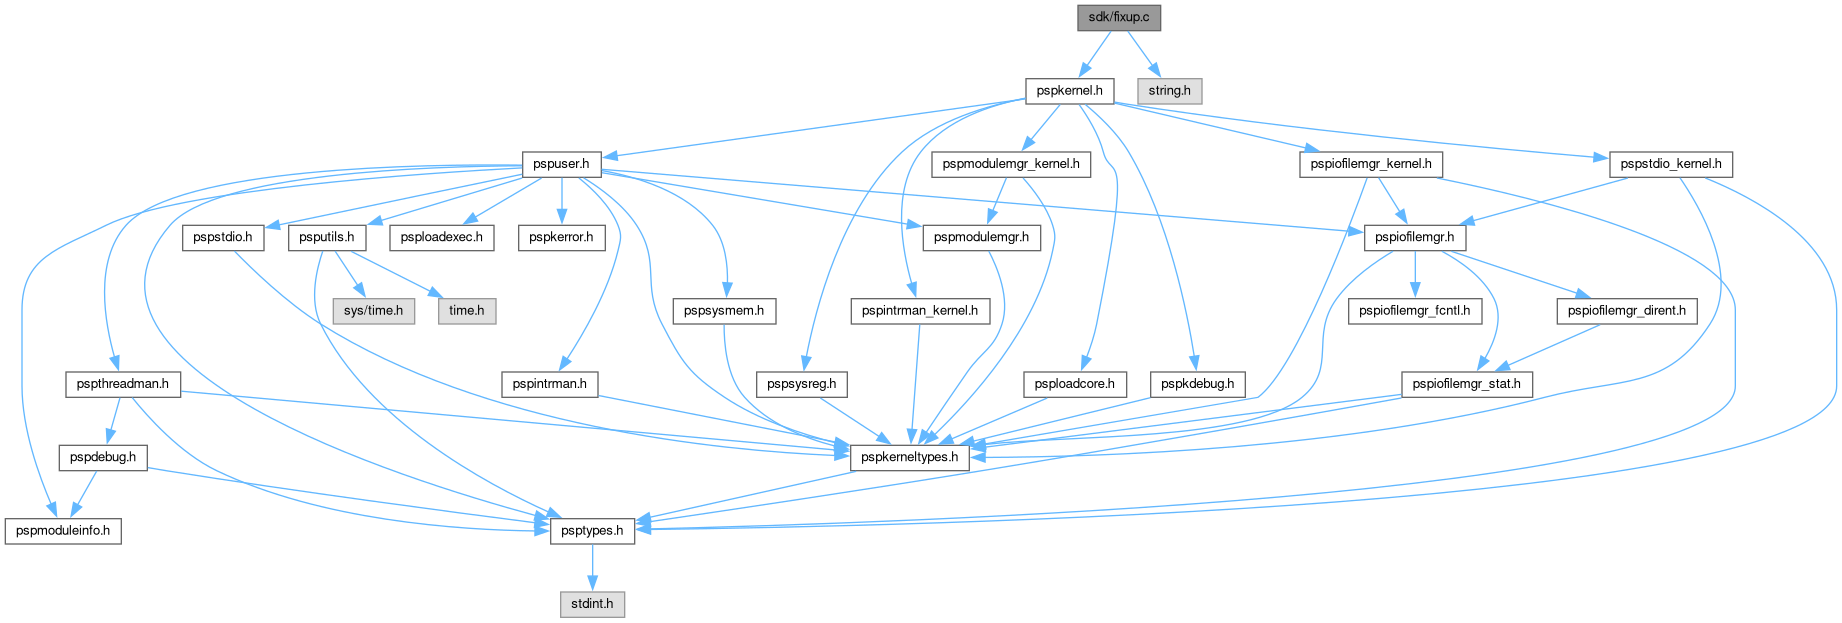 sdk/fixup.c
pspkernel.h
string.h
pspuser.h
pspmodulemgr_kernel.h
pspiofilemgr_kernel.h
pspstdio_kernel.h
pspstdio.h
psputils.h
psploadexec.h
pspkerror.h
pspmodulemgr.h
pspiofilemgr.h
sys/time.h
time.h
pspsysmem.h
pspintrman_kernel.h
pspiofilemgr_fcntl.h
pspiofilemgr_dirent.h
pspthreadman.h
pspintrman.h
pspsysreg.h
psploadcore.h
pspkdebug.h
pspiofilemgr_stat.h
pspdebug.h
pspkerneltypes.h
pspmoduleinfo.h
psptypes.h
stdint.h